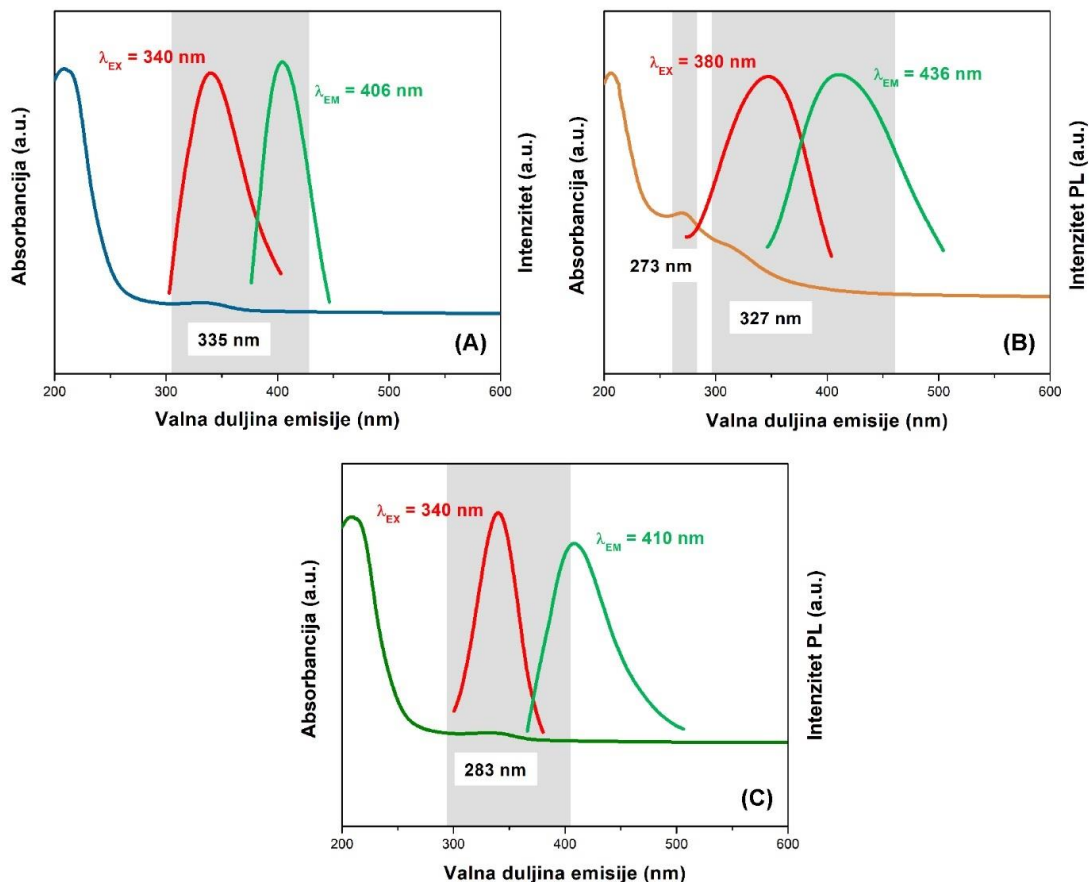 Absorbancija (a.u.)
λEX = 340 nm
λEM = 406 nm
335 nm
(A)
Intenzitet (a.u.)
200 300 400 500 600
Valna duljina emisije (nm)
Absorbancija (a.u.)
λEX = 380 nm
λEM = 436 nm
273 nm
327 nm
(B)
Intenzitet PL (a.u.)
200 300 400 500 600
Valna duljina emisije (nm)
Absorbancija (a.u.)
λEX = 340 nm
λEM = 410 nm
283 nm
(C)
Intenzitet PL (a.u.)
200 300 400 500 600
Valna duljina emisije (nm)